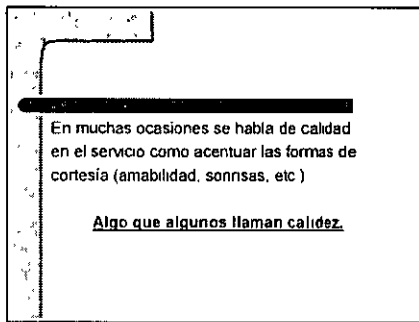 En muchas ocasiones se habla de calidad
en el servicio como acentuar las formas de
cortesía (amabilidad, sonrisas, etc )
Algo que algunos llaman calidez.